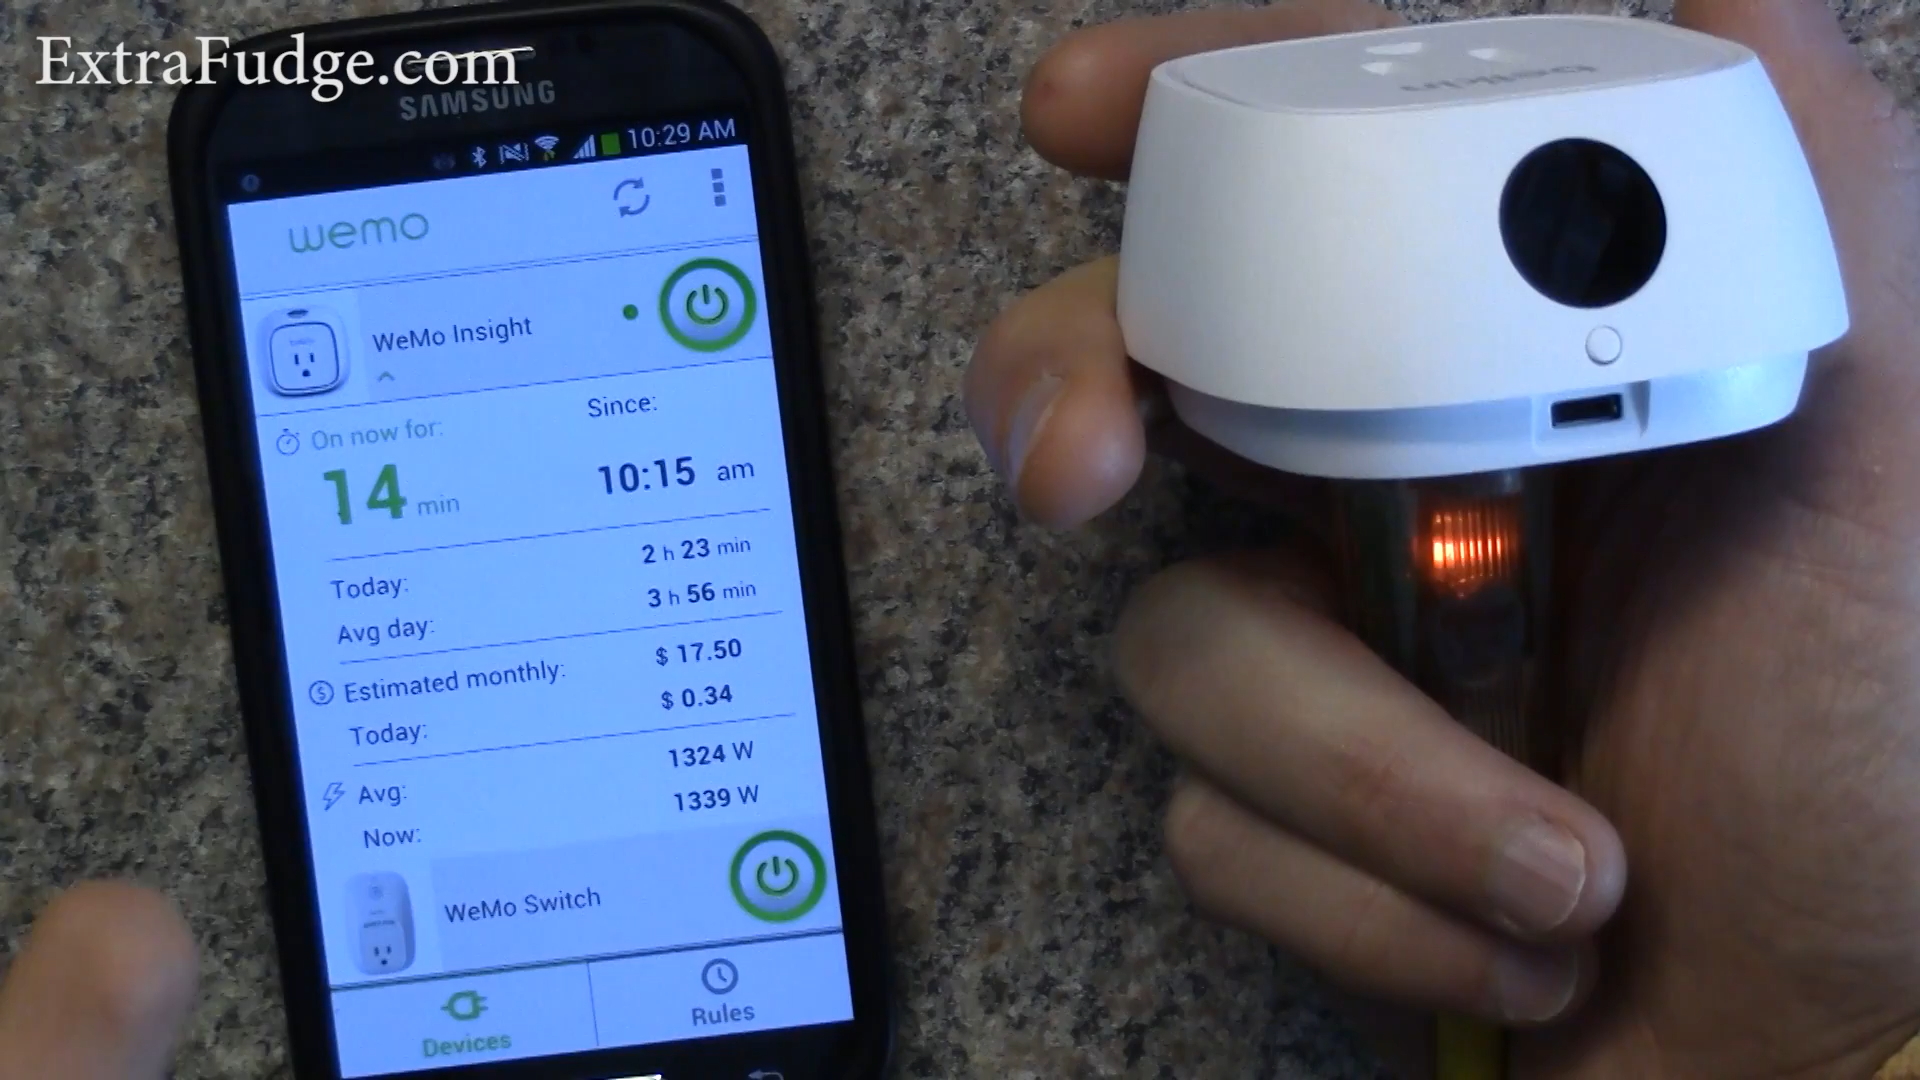 ExtraFudge.com
SAMSUNG
10:29 AM
wemo
WeMo Insight
On now for:
Since:
14 min
10:15 am
Today:
2 h 23 min
Avg day:
3 h 56 min
Estimated monthly:
$ 17.50
Today:
$ 0.34
Avg:
1324 W
Now:
1339 W
WeMo Switch
Devices
Rules
Belkin